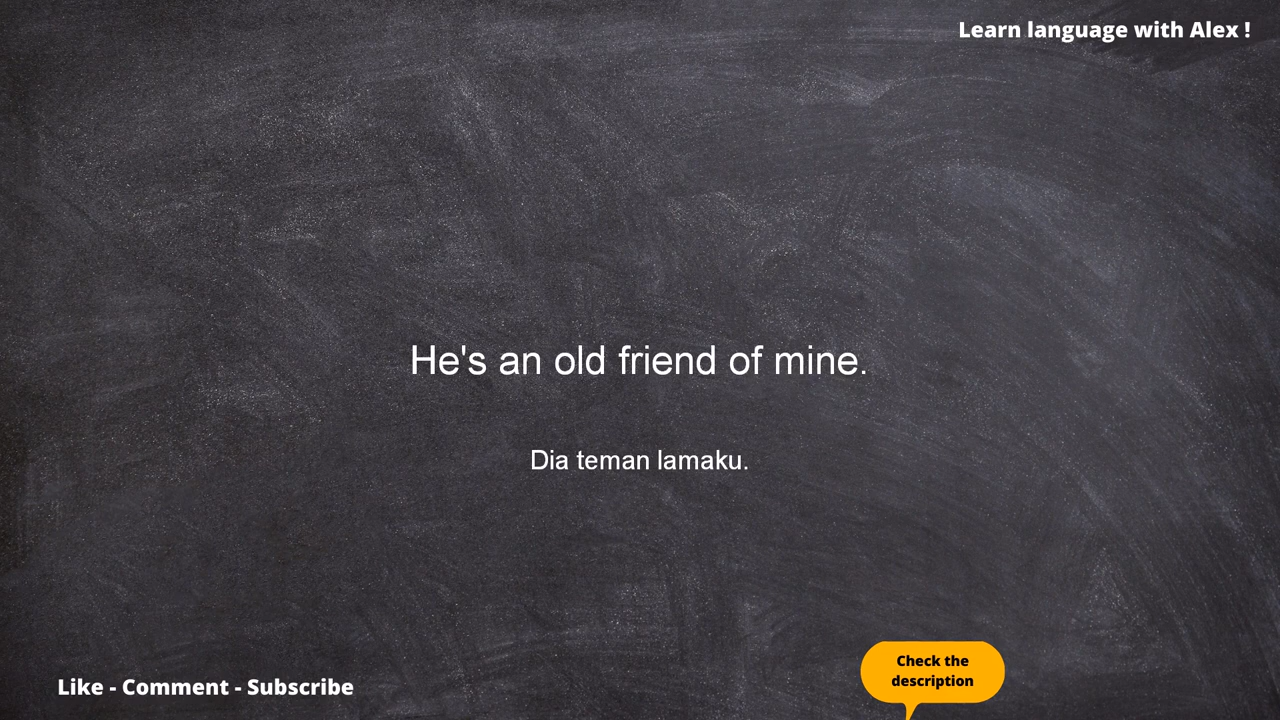 Learn language with Alex !
He's an old friend of mine.
Dia teman lamaku.
Like - Comment - Subscribe
Check the
description